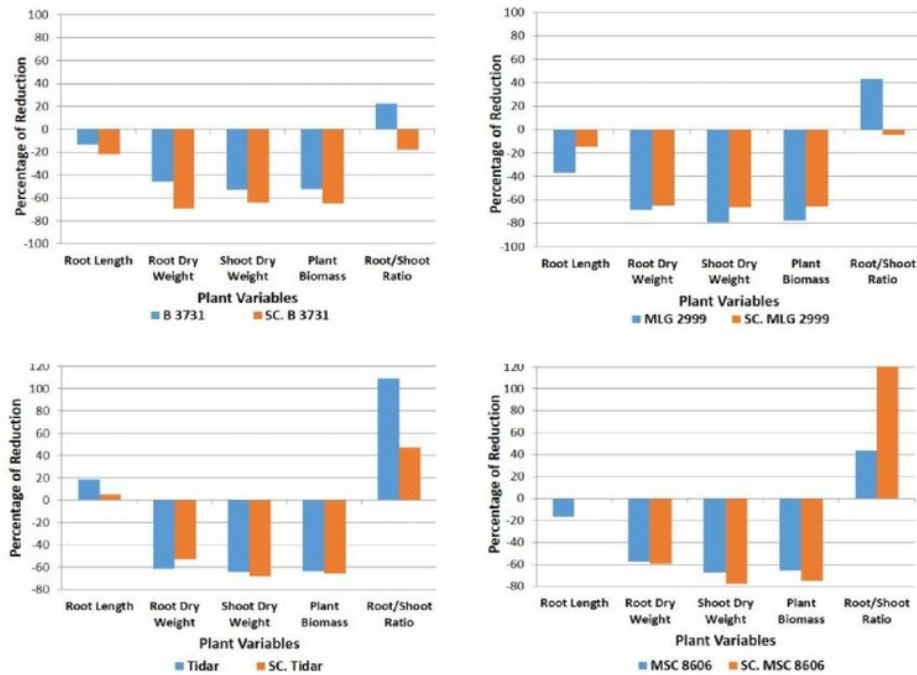 Percentage of Reduction
100
80
60
40
20
0
-20
-40
-60
-80
-100
Root Length Root Dry Shoot Dry Plant Root/Shoot
Weight Weight Biomass Ratio
Plant Variables
B 3731 SC. B 3731
Percentage of Reduction
100
80
60
40
20
0
-20
-40
-60
-80
-100
Root Length Root Dry Shoot Dry Plant Root/Shoot
Weight Weight Biomass Ratio
Plant Variables
MLG 2999 SC. MLG 2999
Percentage of Reduction
120
100
80
60
40
20
0
-20
-40
-60
-80
Root Length Root Dry Shoot Dry Plant Root/Shoot
Weight Weight Biomass Ratio
Plant Variables
Tidar SC. Tidar
Percentage of Reduction
120
100
80
60
40
20
0
-20
-40
-60
-80
Root Length Root Dry Shoot Dry Plant Root/Shoot
Weight Weight Biomass Ratio
Plant Variables
MSC 8606 SC. MSC 8606